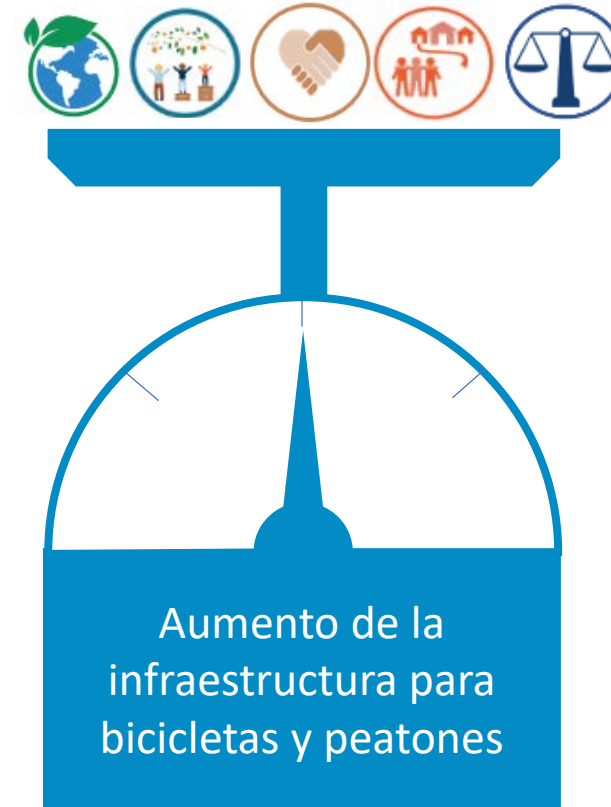 Aumento de la
infraestructura para
bicicletas y peatones